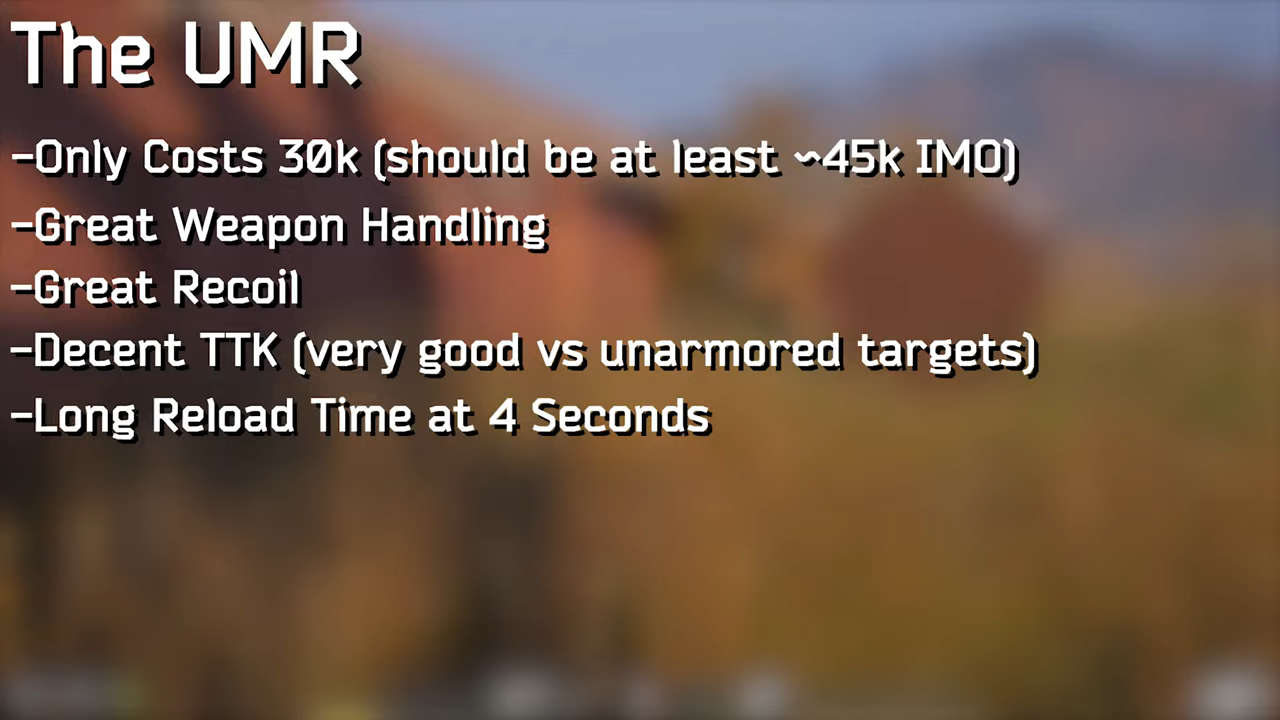 The UMR
-Only Costs 30k (should be at least ~45k IMO)
-Great Weapon Handling
-Great Recoil
-Decent TTK (very good vs unarmored targets)
-Long Reload Time at 4 Seconds